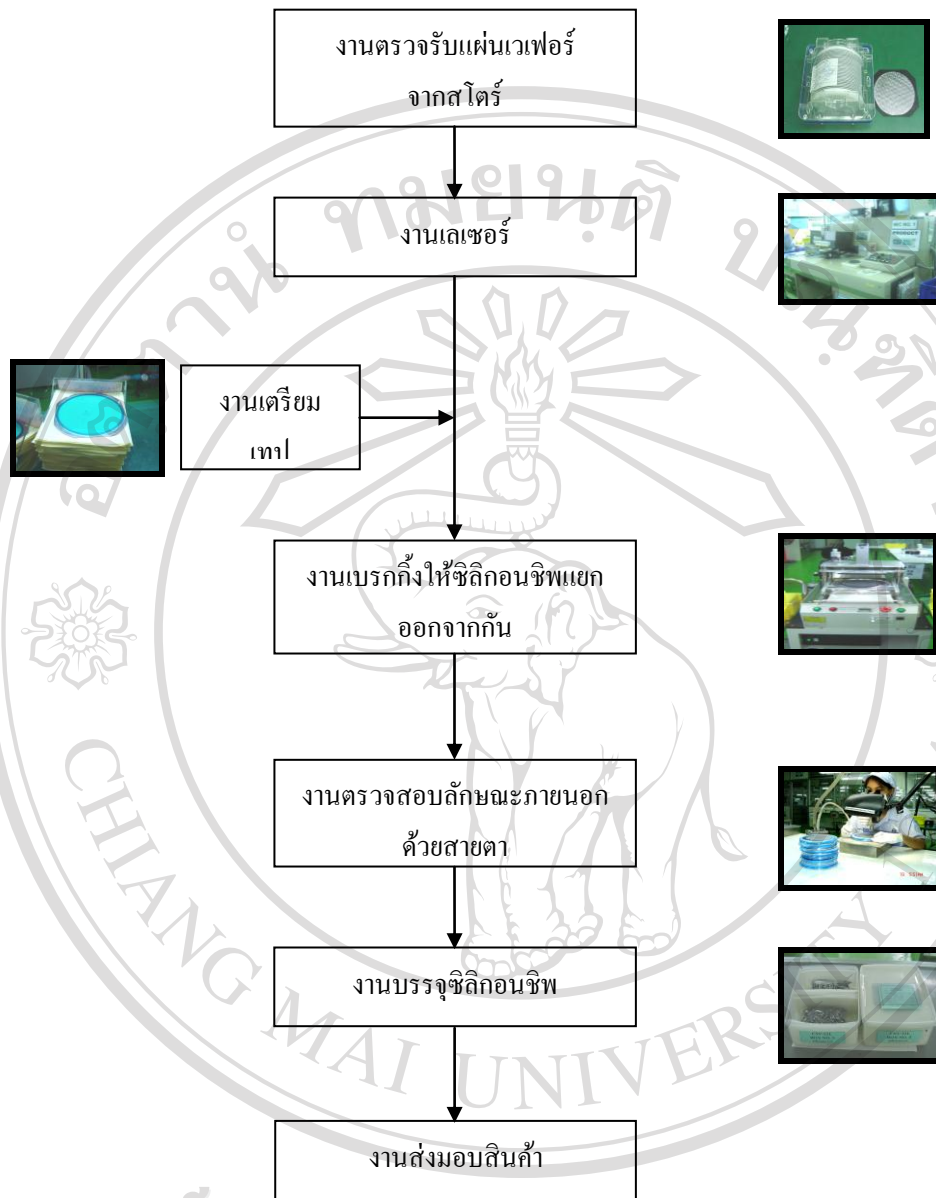 งานตรวจรับแผ่นเวเฟอร์
จากสโตร์
งานเลเซอร์
งานเตรียม
เทป
งานเบรกกิ้งให้ซิลิกอนชิพแยก
ออกจากกัน
งานตรวจสอบลักษณะภายนอก
ด้วยสายตา
งานบรรจุซิลิกอนชิพ
งานส่งมอบสินค้า
CHIANG MAI UNIVERSITY